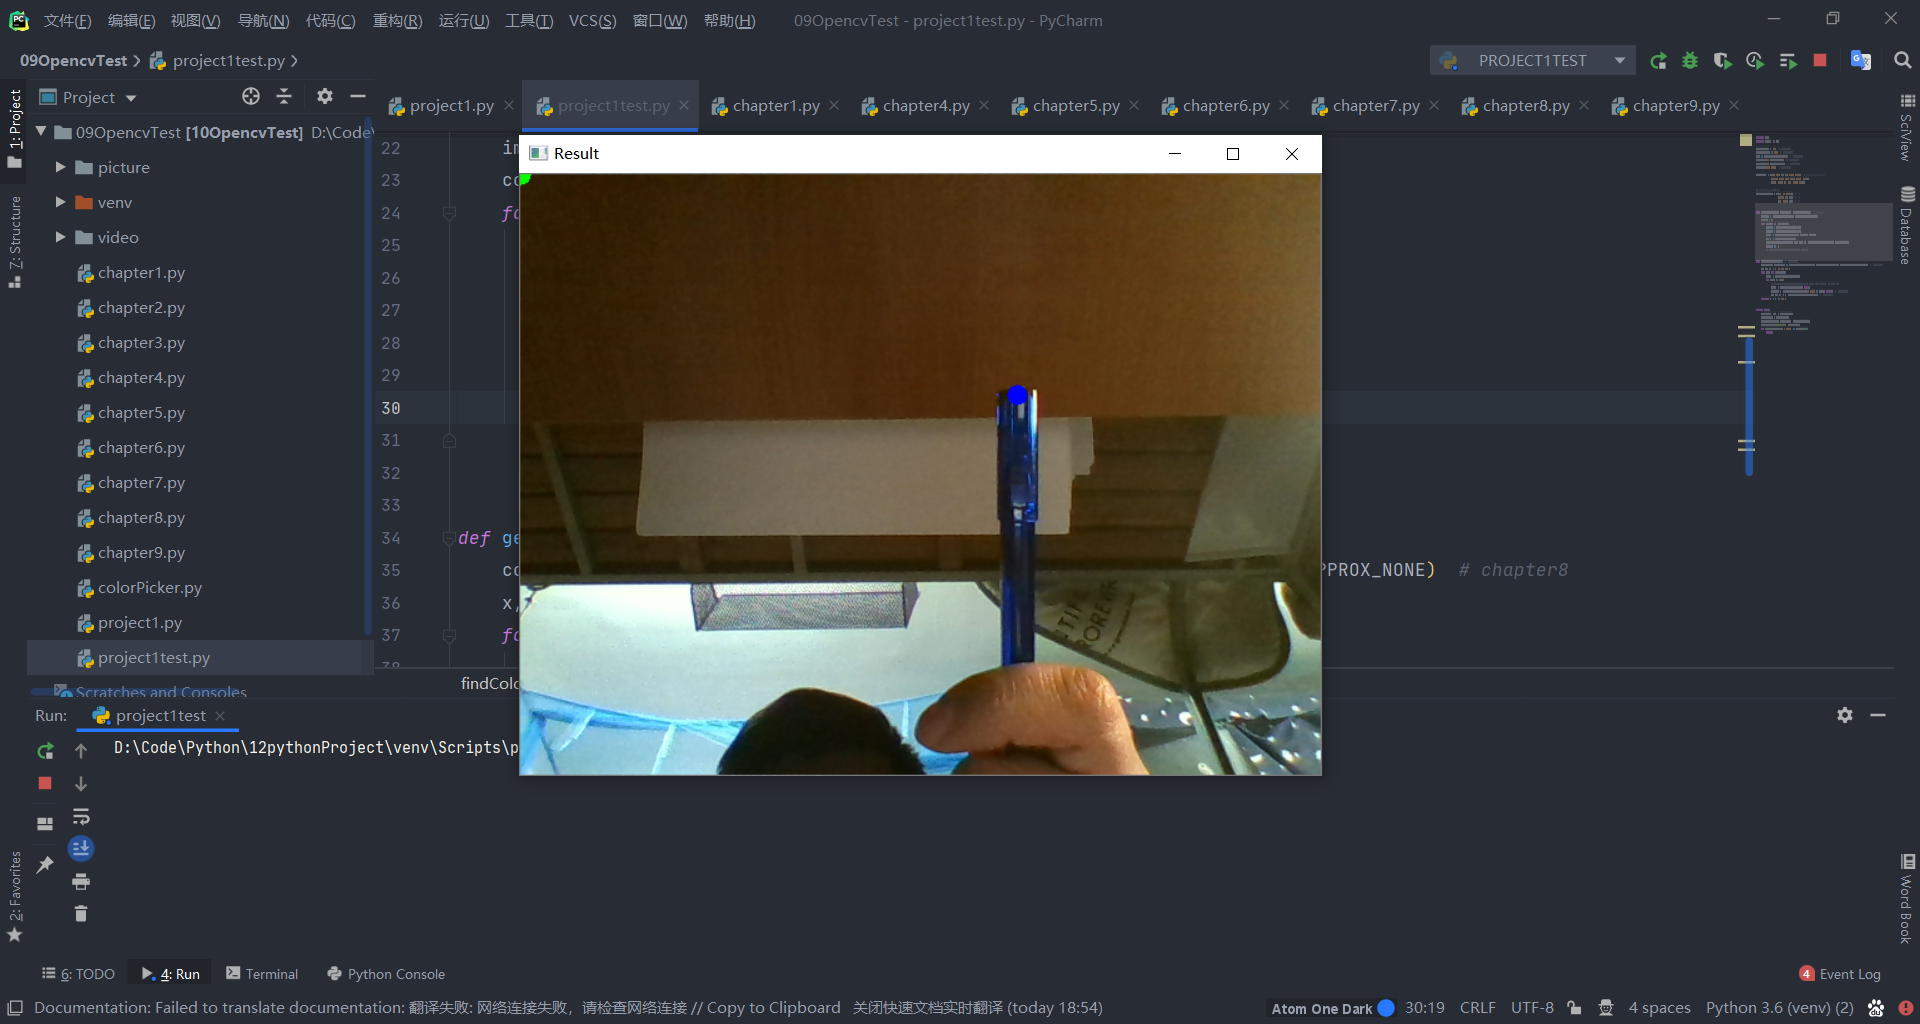 文件(F) 编辑(E) 视图(V) 导航(N) 代码(C) 重构(R) 运行(U) 工具(T) VCS(S) 窗口(W) 帮助(H) 09OpencvTest - project1test.py - PyCharm
09OpencvTest project1test.py PROJECT1TEST
Project
project1.py project1test.py chapter1.py chapter4.py chapter5.py chapter6.py chapter7.py chapter8.py chapter9.py
1: Project
7: Structure
2: Favorites
SciView
Database
Word Book
09OpencvTest [10OpencvTest] D:\Code\
picture
venv
video
chapter1.py
chapter2.py
chapter3.py
chapter4.py
chapter5.py
chapter6.py
chapter7.py
chapter8.py
chapter9.py
colorPicker.py
project1.py
project1test.py
Scratches and Consoles
Result
22 im
23 co
24 fo
25
26
27
28
29
30
31
32
33
34 def ge
35 co PPROX_NONE) # chapter8
36 x,
37 fo
38
findColo
Run: project1test
D:\Code\Python\12pythonProject\venv\Scripts\p
6: TODO 4: Run Terminal Python Console 4 Event Log
Documentation: Failed to translate documentation: 翻译失败: 网络连接失败，请检查网络连接 // Copy to Clipboard 关闭快速文档实时翻译 (today 18:54) Atom One Dark 30:19 CRLF UTF-8 4 spaces Python 3.6 (venv) (2)